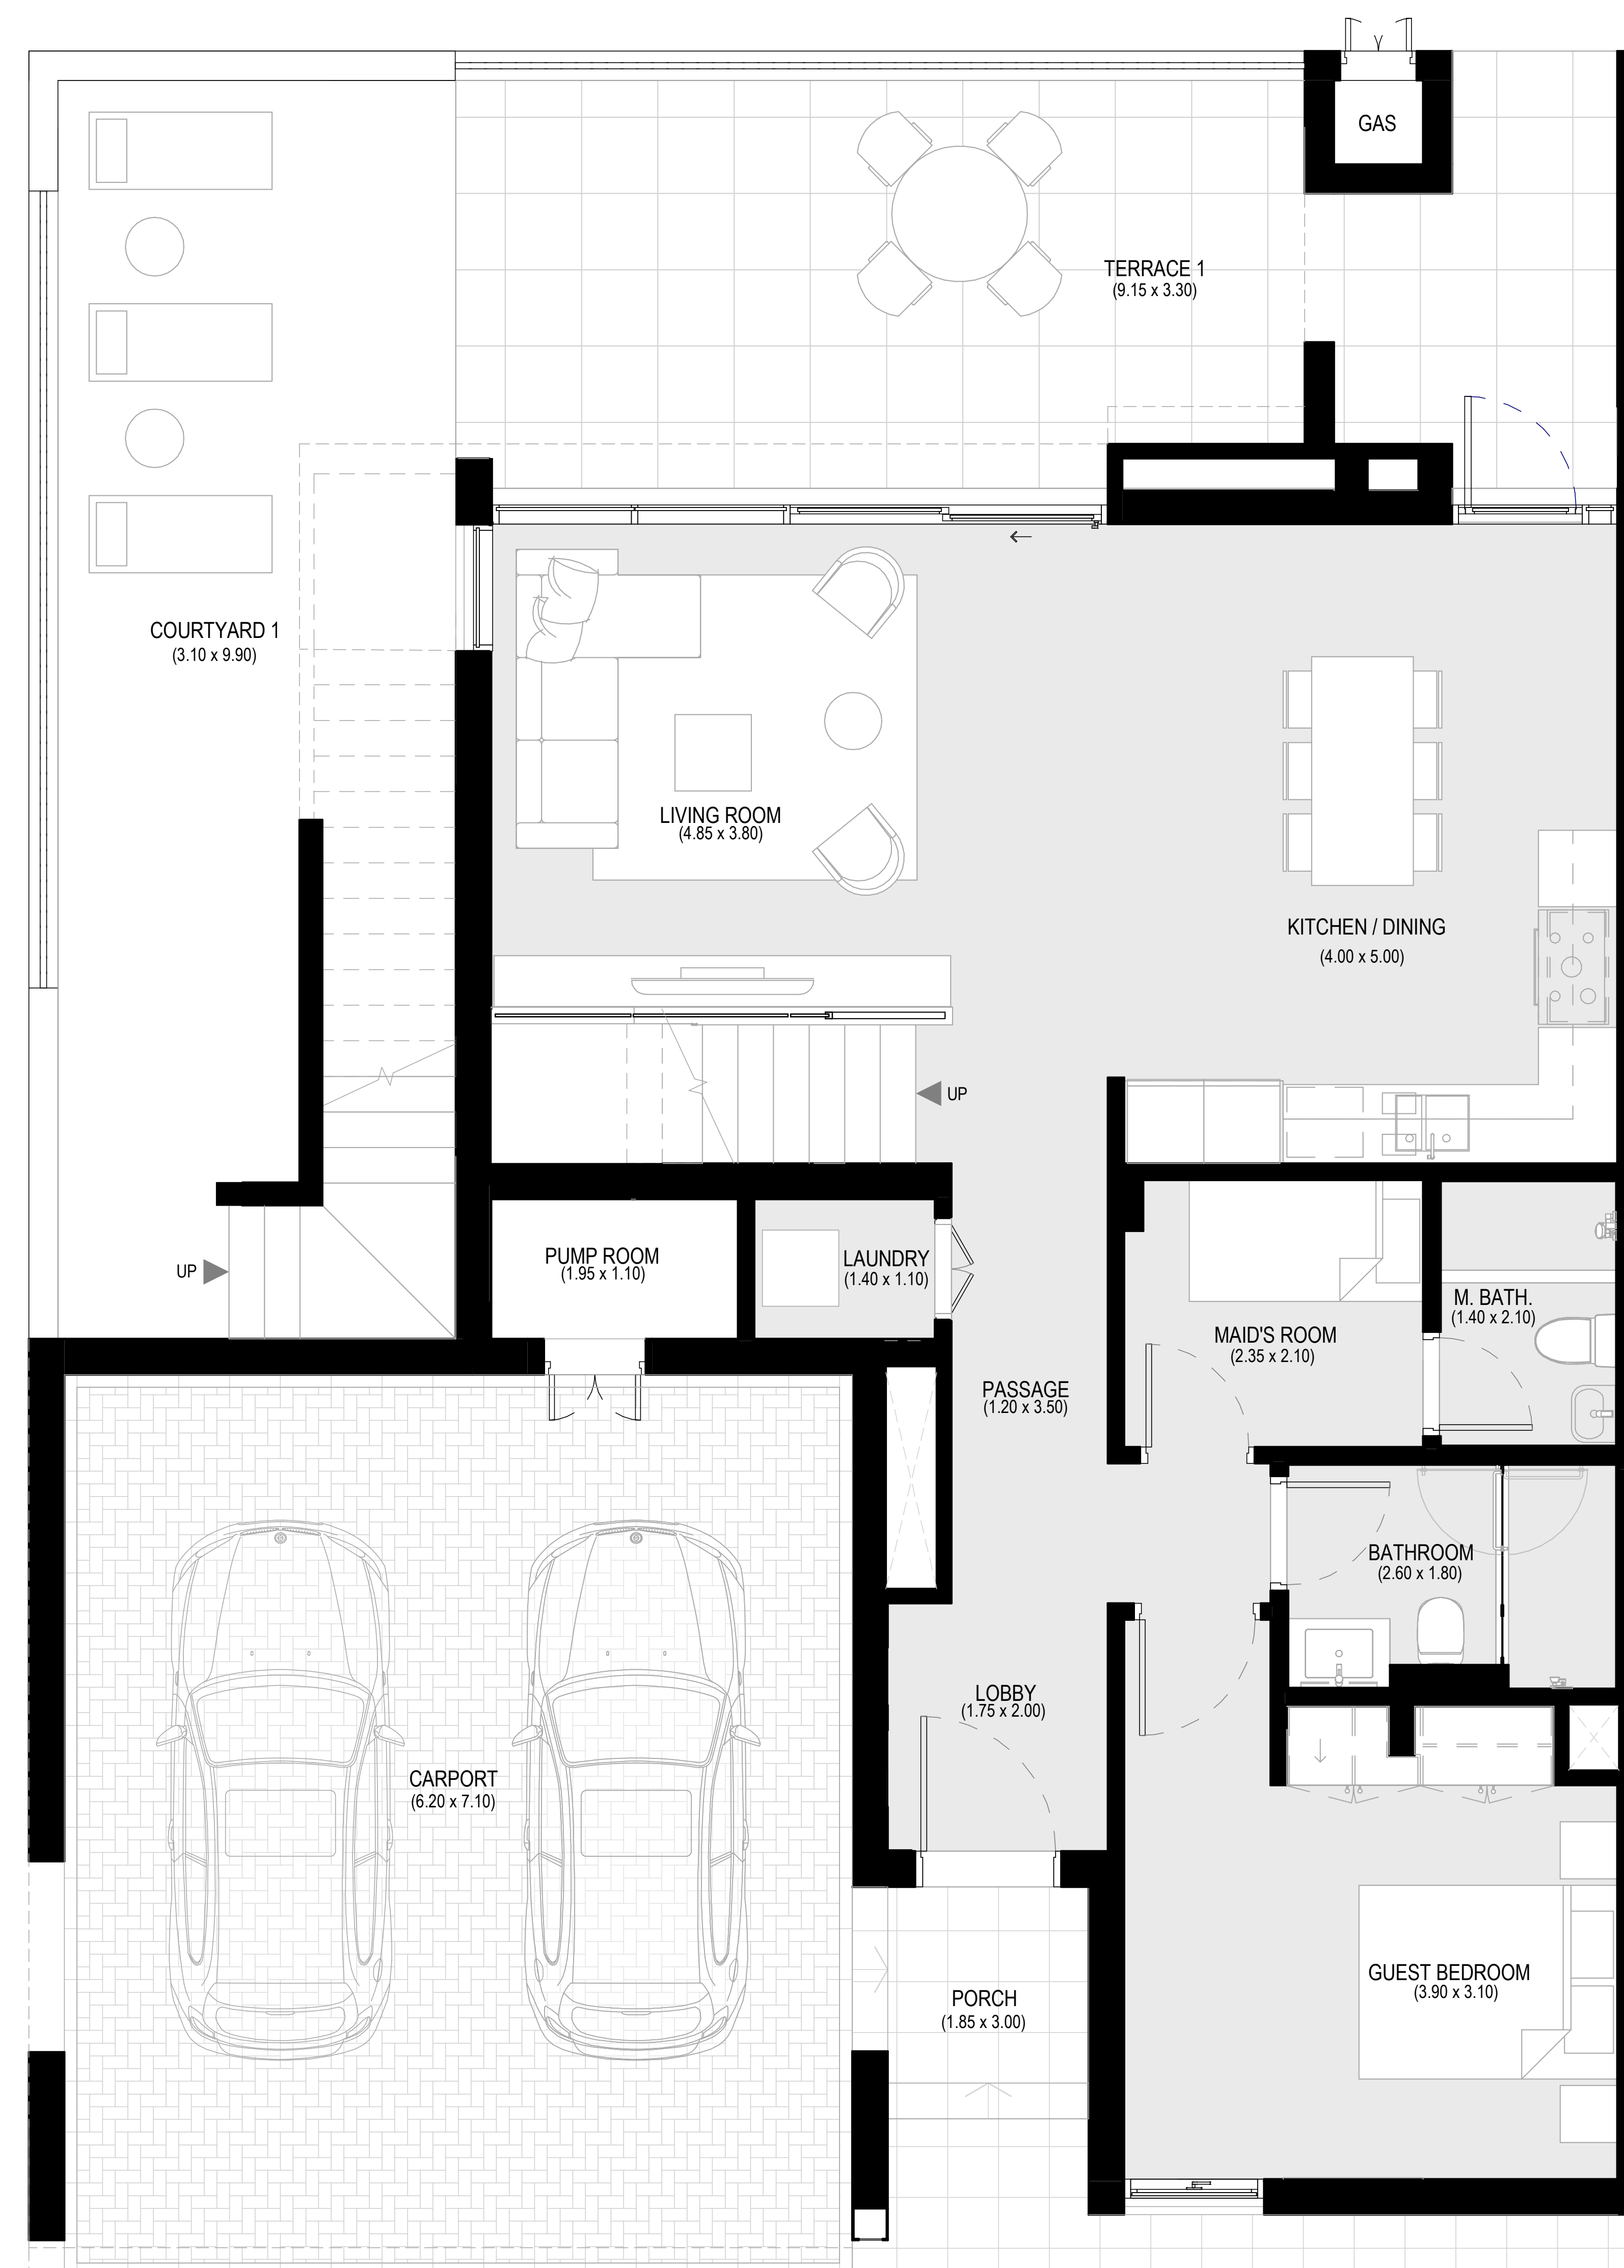 GAS
TERRACE 1
(9.15 x 3.30)
COURTYARD 1
(3.10 x 9.90)
LIVING ROOM
(4.85 x 3.80)
KITCHEN / DINING
(4.00 x 5.00)
UP
UP
PUMP ROOM
(1.95 x 1.10)
LAUNDRY
(1.40 x 1.10)
M. BATH.
(1.40 x 2.10)
MAID'S ROOM
(2.35 x 2.10)
PASSAGE
(1.20 x 3.50)
BATHROOM
(2.60 x 1.80)
LOBBY
(1.75 x 2.00)
CARPORT
(6.20 x 7.10)
GUEST BEDROOM
(3.90 x 3.10)
PORCH
(1.85 x 3.00)